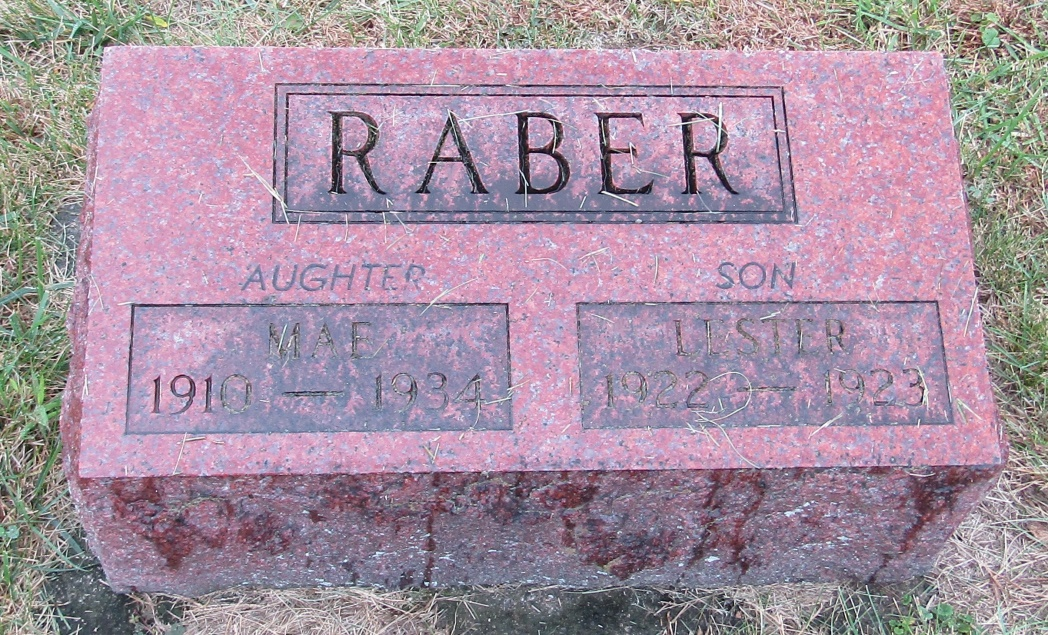 RABER
AUGHTER
SON
MAE
1910 — 1934
LESTER
1922 — 1923